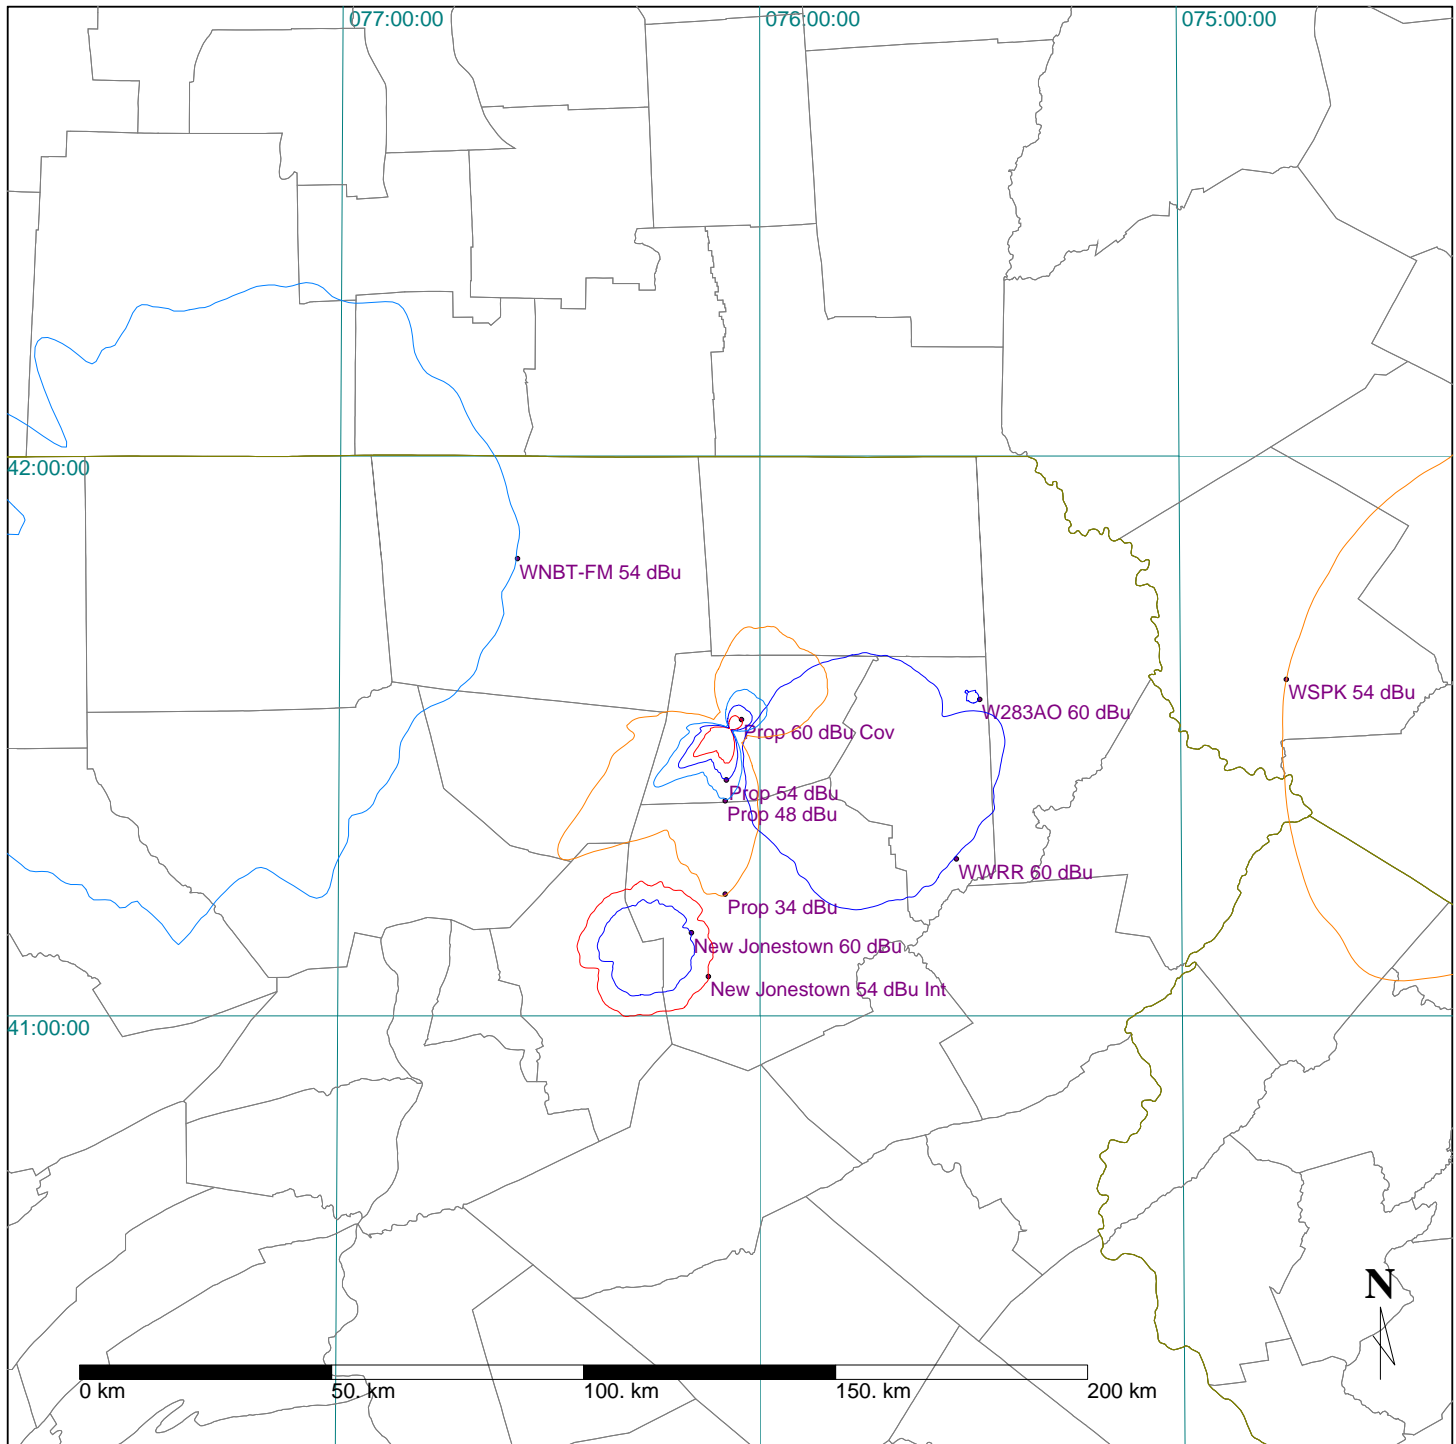 077:00:00
076:00:00
075:00:00
42:00:00
WNBT-FM 54 dBu
WSPK 54 dBu
W283AO 60 dBu
Prop 60 dBu Cov
Prop 54 dBu
Prop 48 dBu
WWRR 60 dBu
Prop 34 dBu
New Jonestown 60 dBu
New Jonestown 54 dBu Int
41:00:00
N
0 km 50. km 100. km 150. km 200 km